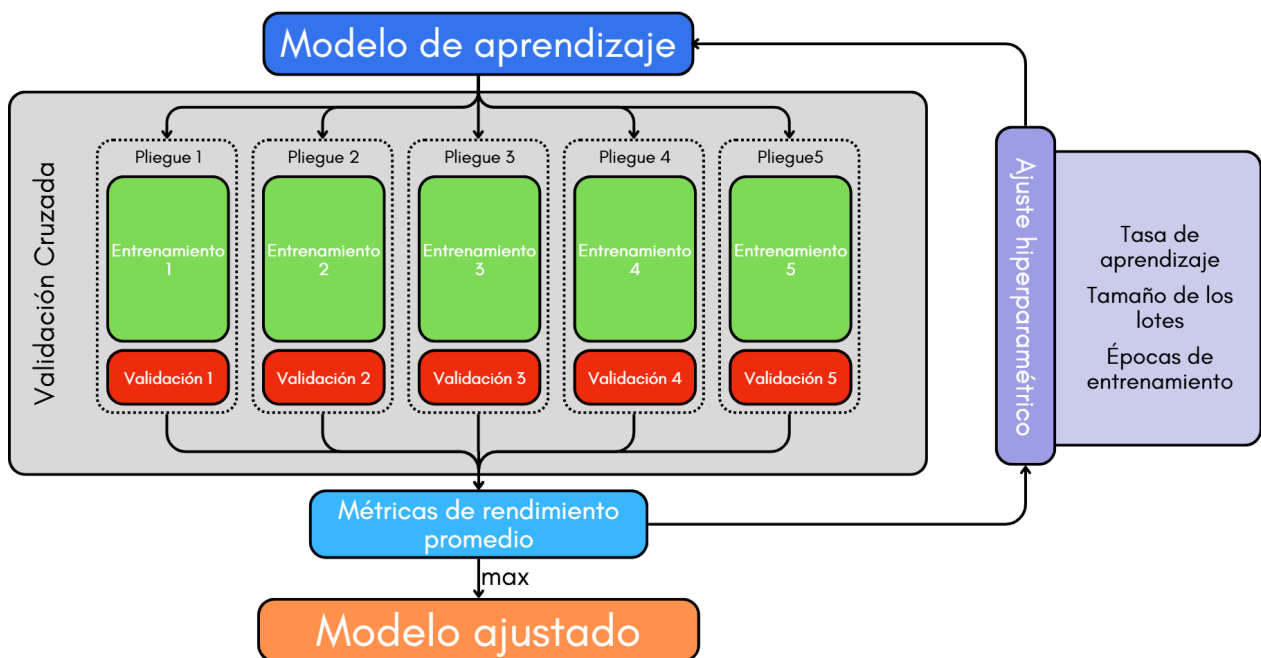 Modelo de aprendizaje
Validación Cruzada
Pliegue 1
Entrenamiento
1
Validación 1
Pliegue 2
Entrenamiento
2
Validación 2
Pliegue 3
Entrenamiento
3
Validación 3
Pliegue 4
Entrenamiento
4
Validación 4
Pliegue5
Entrenamiento
5
Validación 5
Métricas de rendimiento
promedio
max
Modelo ajustado
Ajuste hiperparamétrico
Tasa de
aprendizaje
Tamaño de los
lotes
Épocas de
entrenamiento